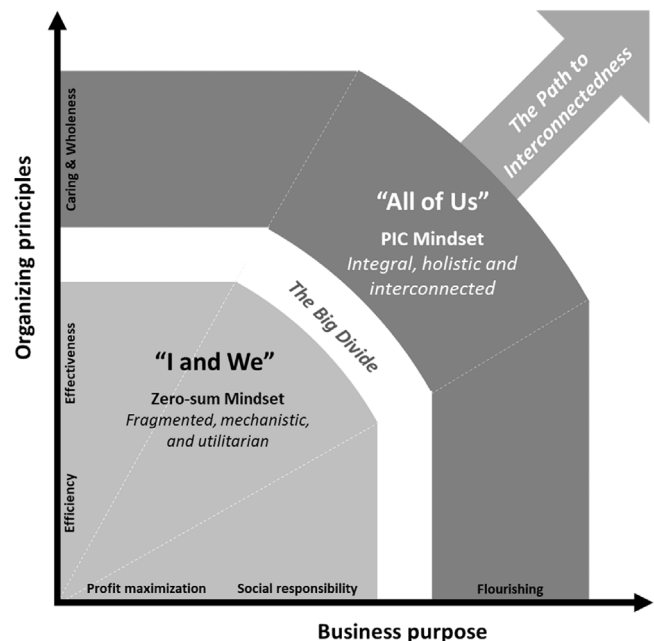 The Path to
Interconnectedness
Organizing principles
Caring & Wholeness
Effectiveness
Efficiency
“All of Us”
PIC Mindset
Integral, holistic and
interconnected
The Big Divide
“I and We”
Zero-sum Mindset
Fragmented, mechanistic,
and utilitarian
Profit maximization
Social responsibility
Flourishing
Business purpose